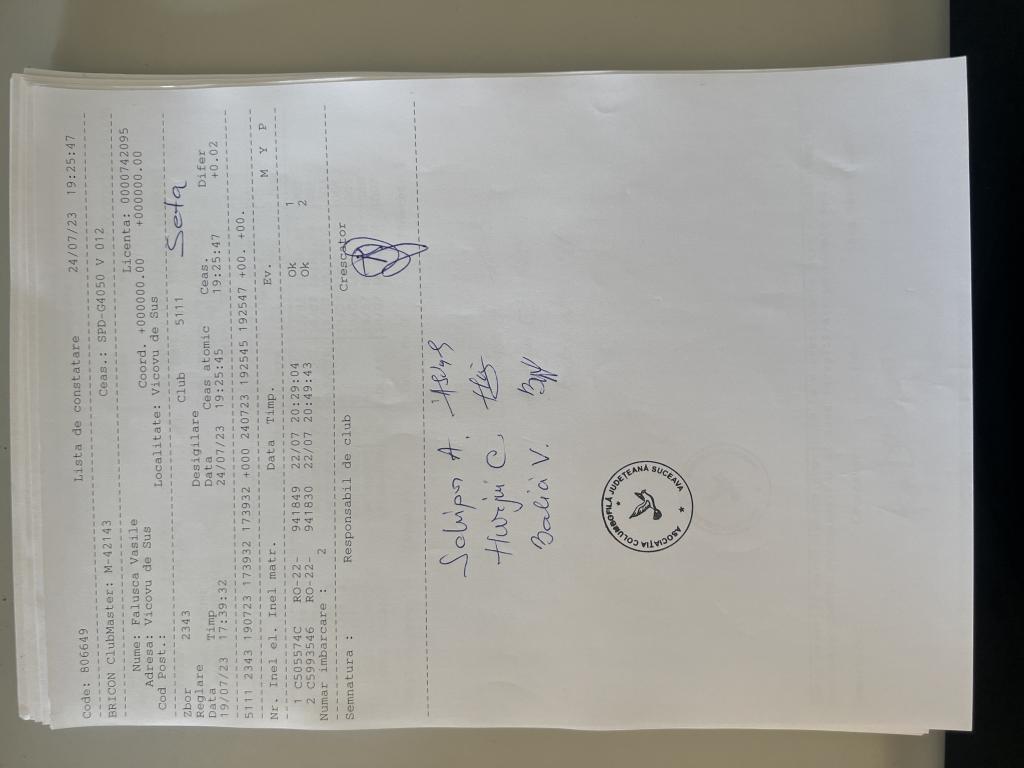 Code: 806649 Lista de constatare 24/07/23 19:25:47
BRICON ClubMaster: M-42143 Ceas.: SPD-G4050 V 012
Nume: Falusca Vasile Licenta: 0000742095
Adresa: Vicovu de Sus Coord. +000000.00 +000000.00
Cod Post.: Localitate: Vicovu de Sus
Zbor 2343 Club 5111 Seta
Reglare Desigilare
Data Timp Data Ceas atomic Ceas. Difer
19/07/23 17:39:32 24/07/23 19:25:45 19:25:47 +0.02
5111 2343 190723 173932 173932 +000 240723 192545 192547 +00. +00.
Nr. Inel el. Inel matr. Data Timp. Ev. M Y P
1 C505574C RO-22- 941849 22/07 20:29:04 Ok 1
2 C5993546 RO-22- 941830 22/07 20:49:43 Ok 2
Numar imbarcare : 2
Semnatura : Responsabil de club Crescator
A.
C.
V.
ASOCIAȚIA COLUMBOFILĂ JUDEȚEANĂ SUCEAVA